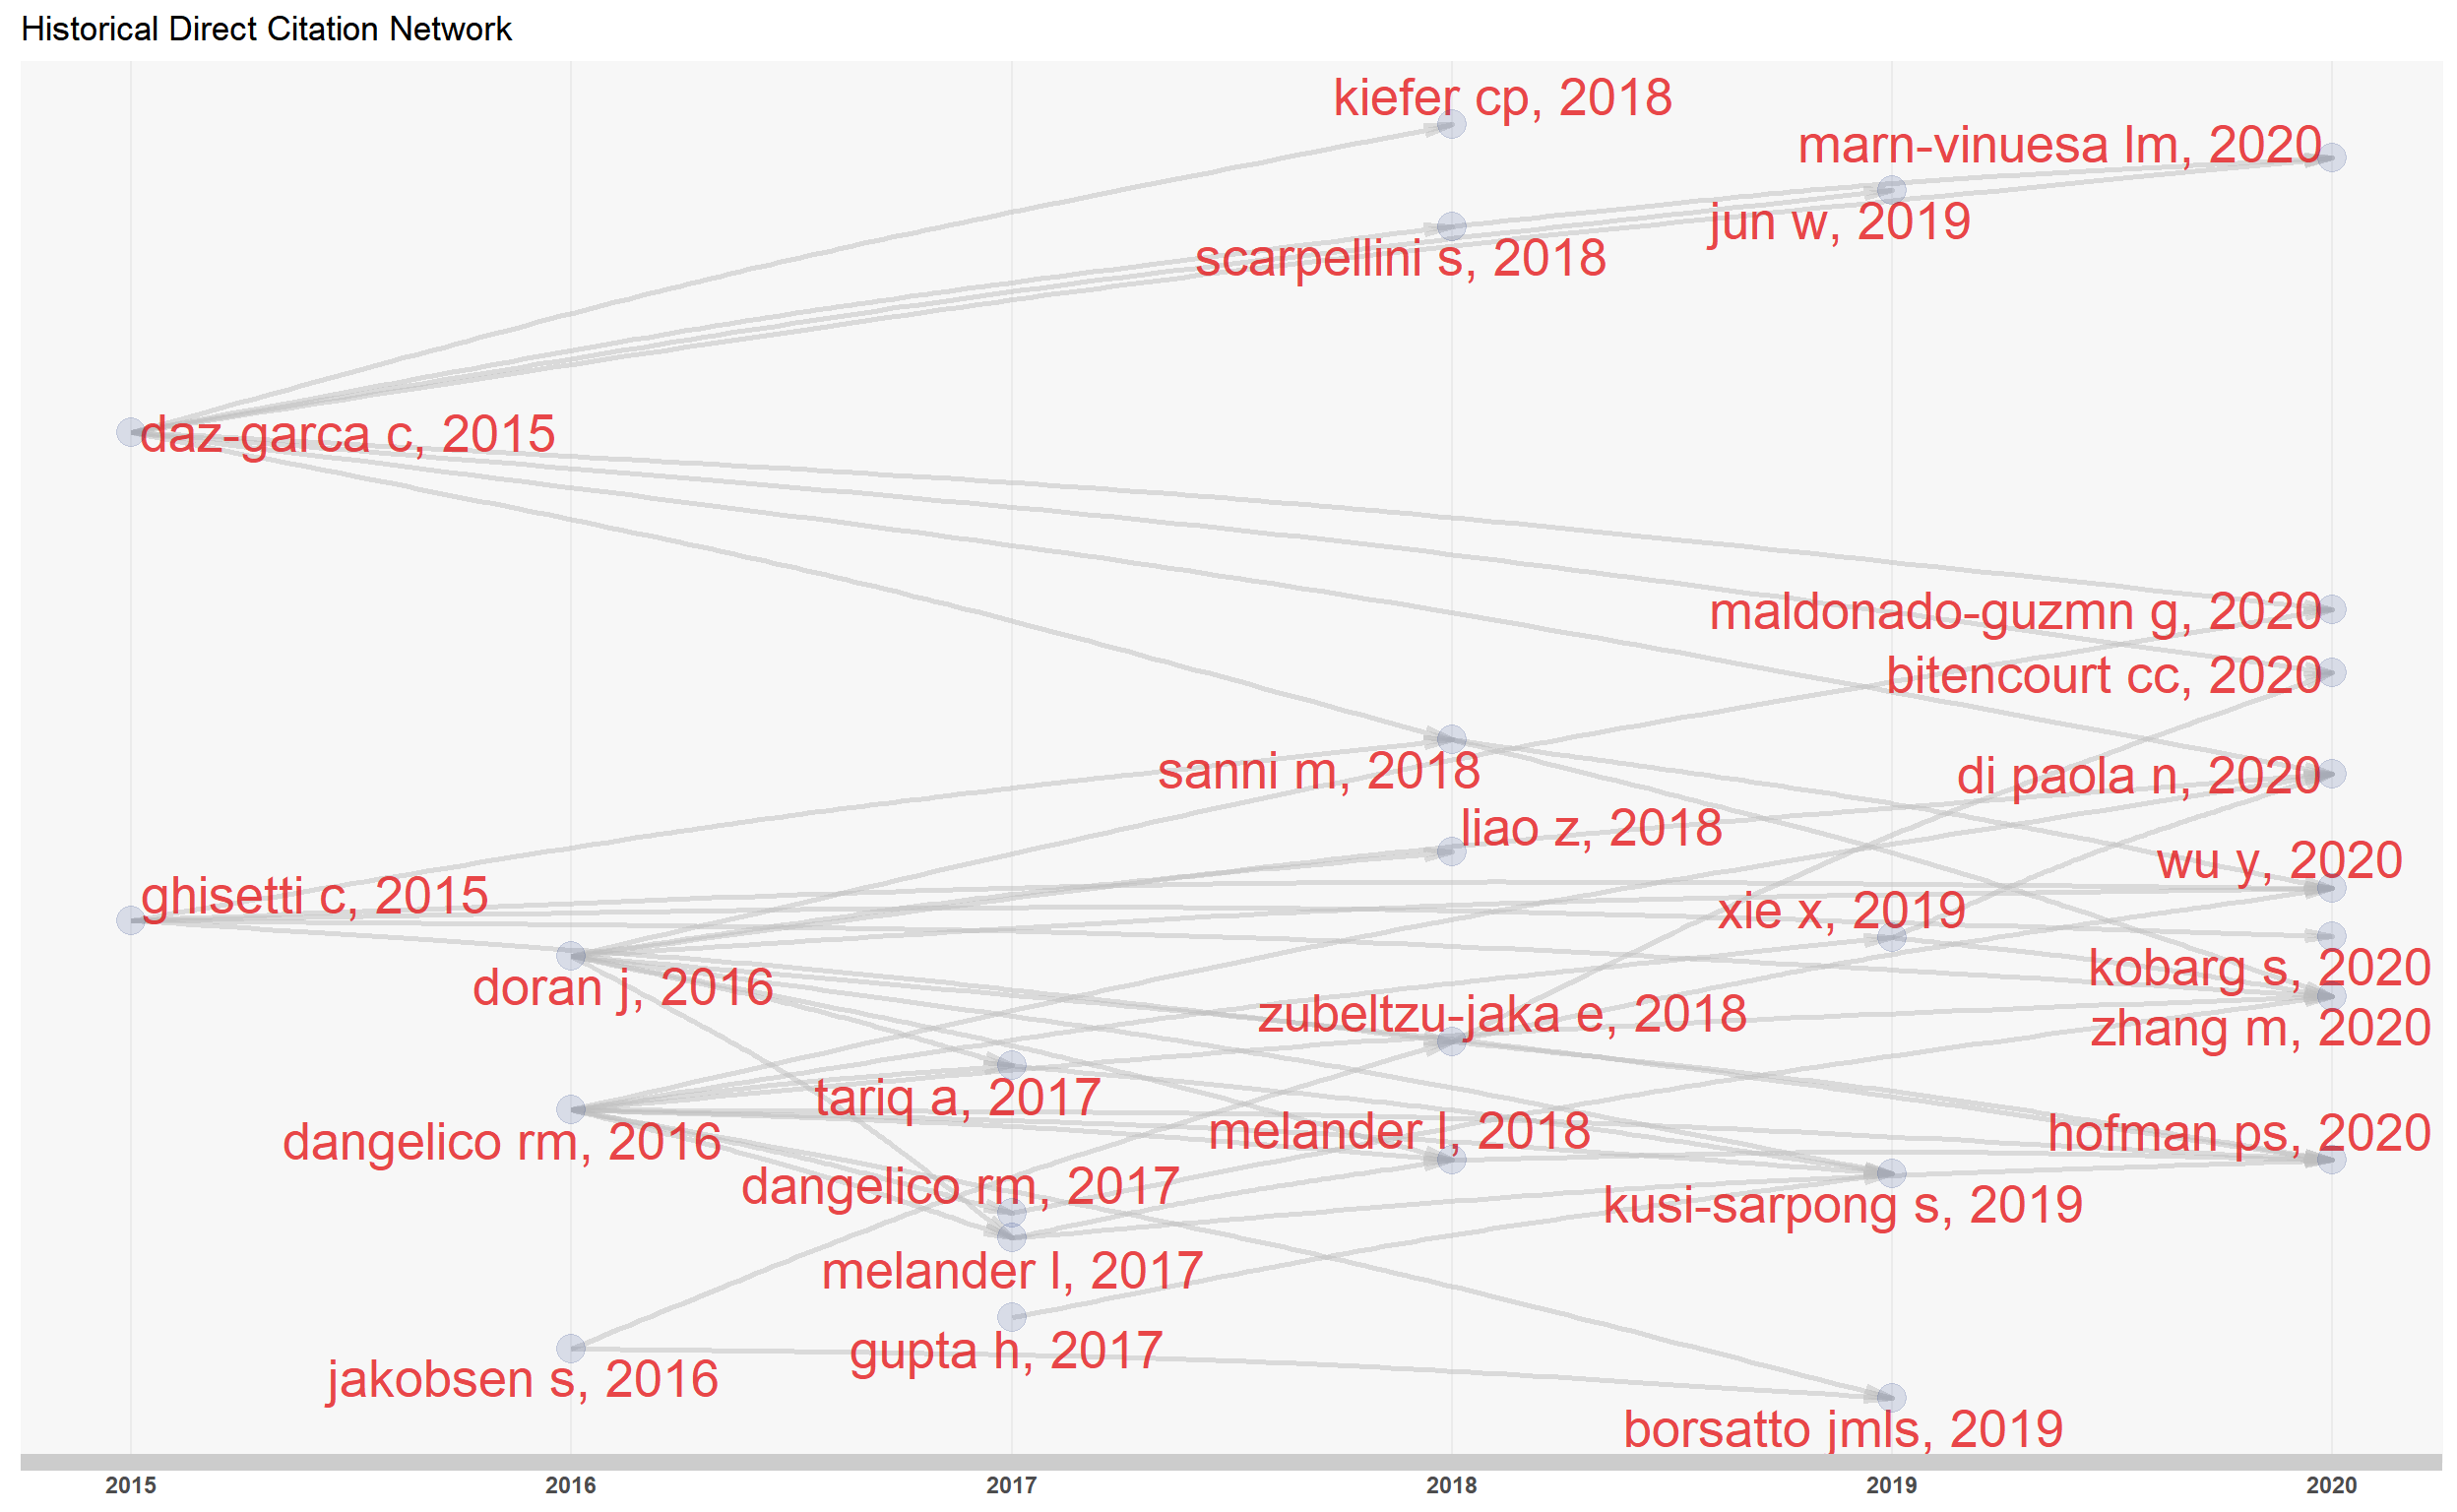 Historical Direct Citation Network
kiefer cp, 2018
marn-vinuesa lm, 2020
jun w, 2019
scarpellini s, 2018
daz-garca c, 2015
maldonado-guzmn g, 2020
bitencourt cc, 2020
sanni m, 2018
di paola n, 2020
liao z, 2018
wu y, 2020
ghisetti c, 2015
xie x, 2019
kobarg s, 2020
doran j, 2016
zubeltzu-jaka e, 2018
zhang m, 2020
tariq a, 2017
melander l, 2018
hofman ps, 2020
dangelico rm, 2016
dangelico rm, 2017
kusi-sarpong s, 2019
melander l, 2017
gupta h, 2017
jakobsen s, 2016
borsatto jmls, 2019
2015 2016 2017 2018 2019 2020